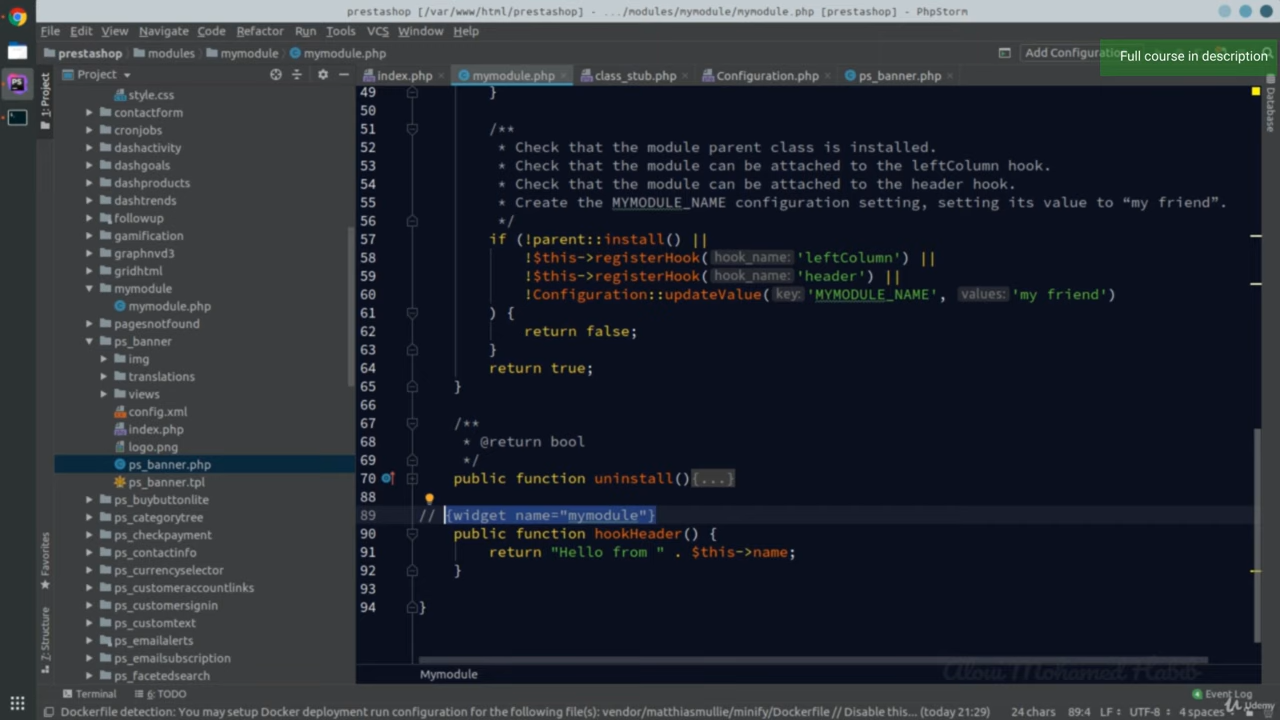 prestashop [/var/www/html/prestashop] - .../modules/mymodule/mymodule.php [prestashop] - PhpStorm
File Edit View Navigate Code Refactor Run Tools VCS Window Help
prestashop modules mymodule mymodule.php
Full course in description
Project
index.php mymodule.php class_stub.php Configuration.php ps_banner.php
1: Project
Database
style.css
contactform
cronjobs
dashactivity
dashgoals
dashproducts
dashtrends
followup
gamification
graphnvd3
gridhtml
mymodule
mymodule.php
pagesnotfound
ps_banner
img
translations
views
config.xml
index.php
logo.png
ps_banner.php
ps_banner.tpl
ps_buybuttonlite
ps_categorytree
ps_checkpayment
ps_contactinfo
ps_currencyselector
ps_customeraccountlinks
ps_customersignin
ps_customtext
ps_emailalerts
ps_emailsubscription
ps_facetedsearch
Favorites
7: Structure
49 }
50
51 /**
52 * Check that the module parent class is installed.
53 * Check that the module can be attached to the leftColumn hook.
54 * Check that the module can be attached to the header hook.
55 * Create the MYMODULE_NAME configuration setting, setting its value to “my friend”.
56 */
57 if (!parent::install() ||
58 !$this->registerHook( hook_name: 'leftColumn') ||
59 !$this->registerHook( hook_name: 'header') ||
60 !Configuration::updateValue( key: 'MYMODULE_NAME', values: 'my friend')
61 ) {
62 return false;
63 }
64 return true;
65 }
66
67 /**
68 * @return bool
69 */
70 public function uninstall(){...}
88
89 // {widget name="mymodule"}
90 public function hookHeader() {
91 return "Hello from " . $this->name;
92 }
93
94 }
Mymodule
Alow Mohamed Habib
Terminal 6: TODO
4 Event Log
Udemy
Dockerfile detection: You may setup Docker deployment run configuration for the following file(s): vendor/matthiasmullie/minify/Dockerfile // Disable this... (today 21:29) 24 chars 89:4 LF UTF-8 4 spaces